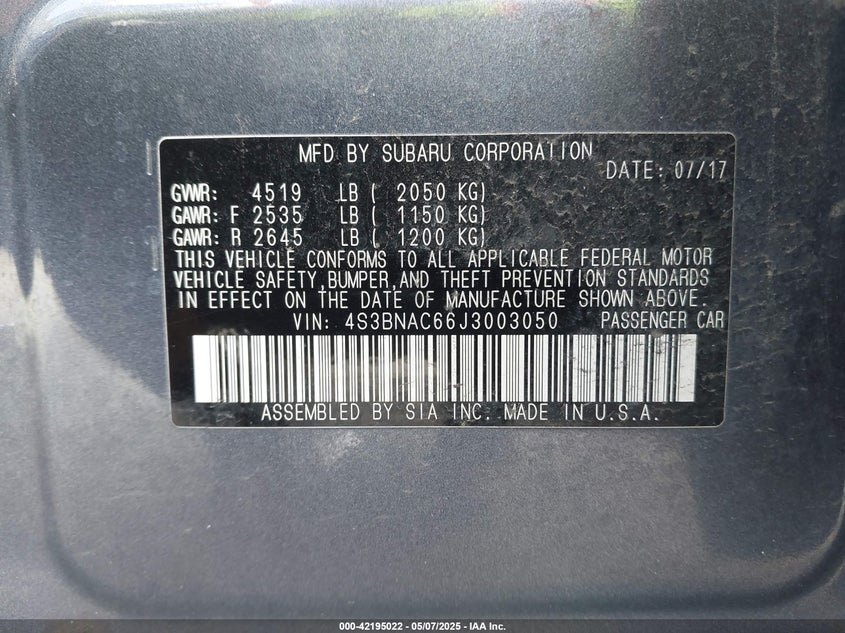 MFD BY SUBARU CORPORATION
DATE: 07/17
GVWR: 4519 LB ( 2050 KG)
GAWR: F 2535 LB ( 1150 KG)
GAWR: R 2645 LB ( 1200 KG)
THIS VEHICLE CONFORMS TO ALL APPLICABLE FEDERAL MOTOR
VEHICLE SAFETY,BUMPER,AND THEFT PREVENTION STANDARDS
IN EFFECT ON THE DATE OF MANUFACTURE SHOWN ABOVE.
VIN: 4S3BNAC66J3003050 PASSENGER CAR
ASSEMBLED BY SIA INC. MADE IN U.S.A.
000-42195022 — 05/07/2025 — IAA Inc.